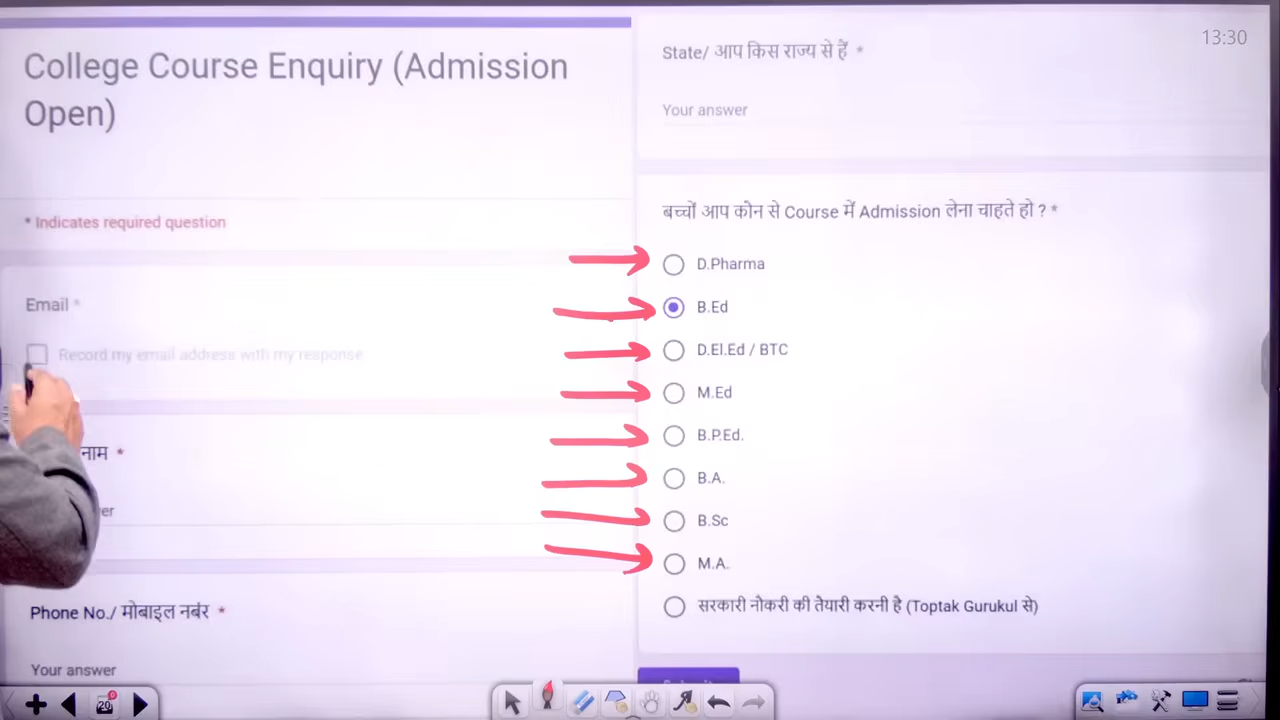 College Course Enquiry (Admission
Open)
* Indicates required question
Email *
Record my email address with my response
नाम *
er
Phone No./ मोबाइल नबंर *
Your answer
13:30
State/ आप किस राज्य से हैं *
Your answer
बच्चों आप कोन से Course में Admission लेना चाहते हो ? *
D.Pharma
B.Ed
D.El.Ed / BTC
M.Ed
B.P.Ed.
B.A.
B.Sc
M.A.
सरकारी नौकरी की तैयारी करनी है (Toptak Gurukul से)
20